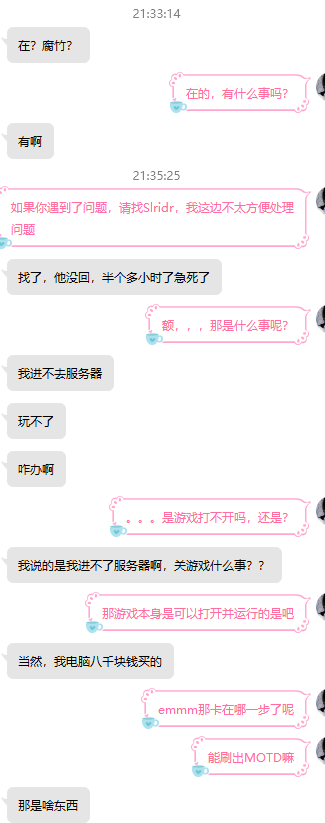 21:33:14
在？腐竹？
在的，有什么事吗？
有啊
21:35:25
如果你遇到了问题，请找Slridr，我这边不太方便处理
问题
找了，他没回，半个多小时了急死了
额，，，那是什么事呢？
我进不去服务器
玩不了
咋办啊
。。。是游戏打不开吗，还是？
我说的是我进不了服务器啊，关游戏什么事？？
那游戏本身是可以打开并运行的是吧
当然，我电脑八千块钱买的
emmm那卡在哪一步了呢
能刷出MOTD嘛
那是啥东西